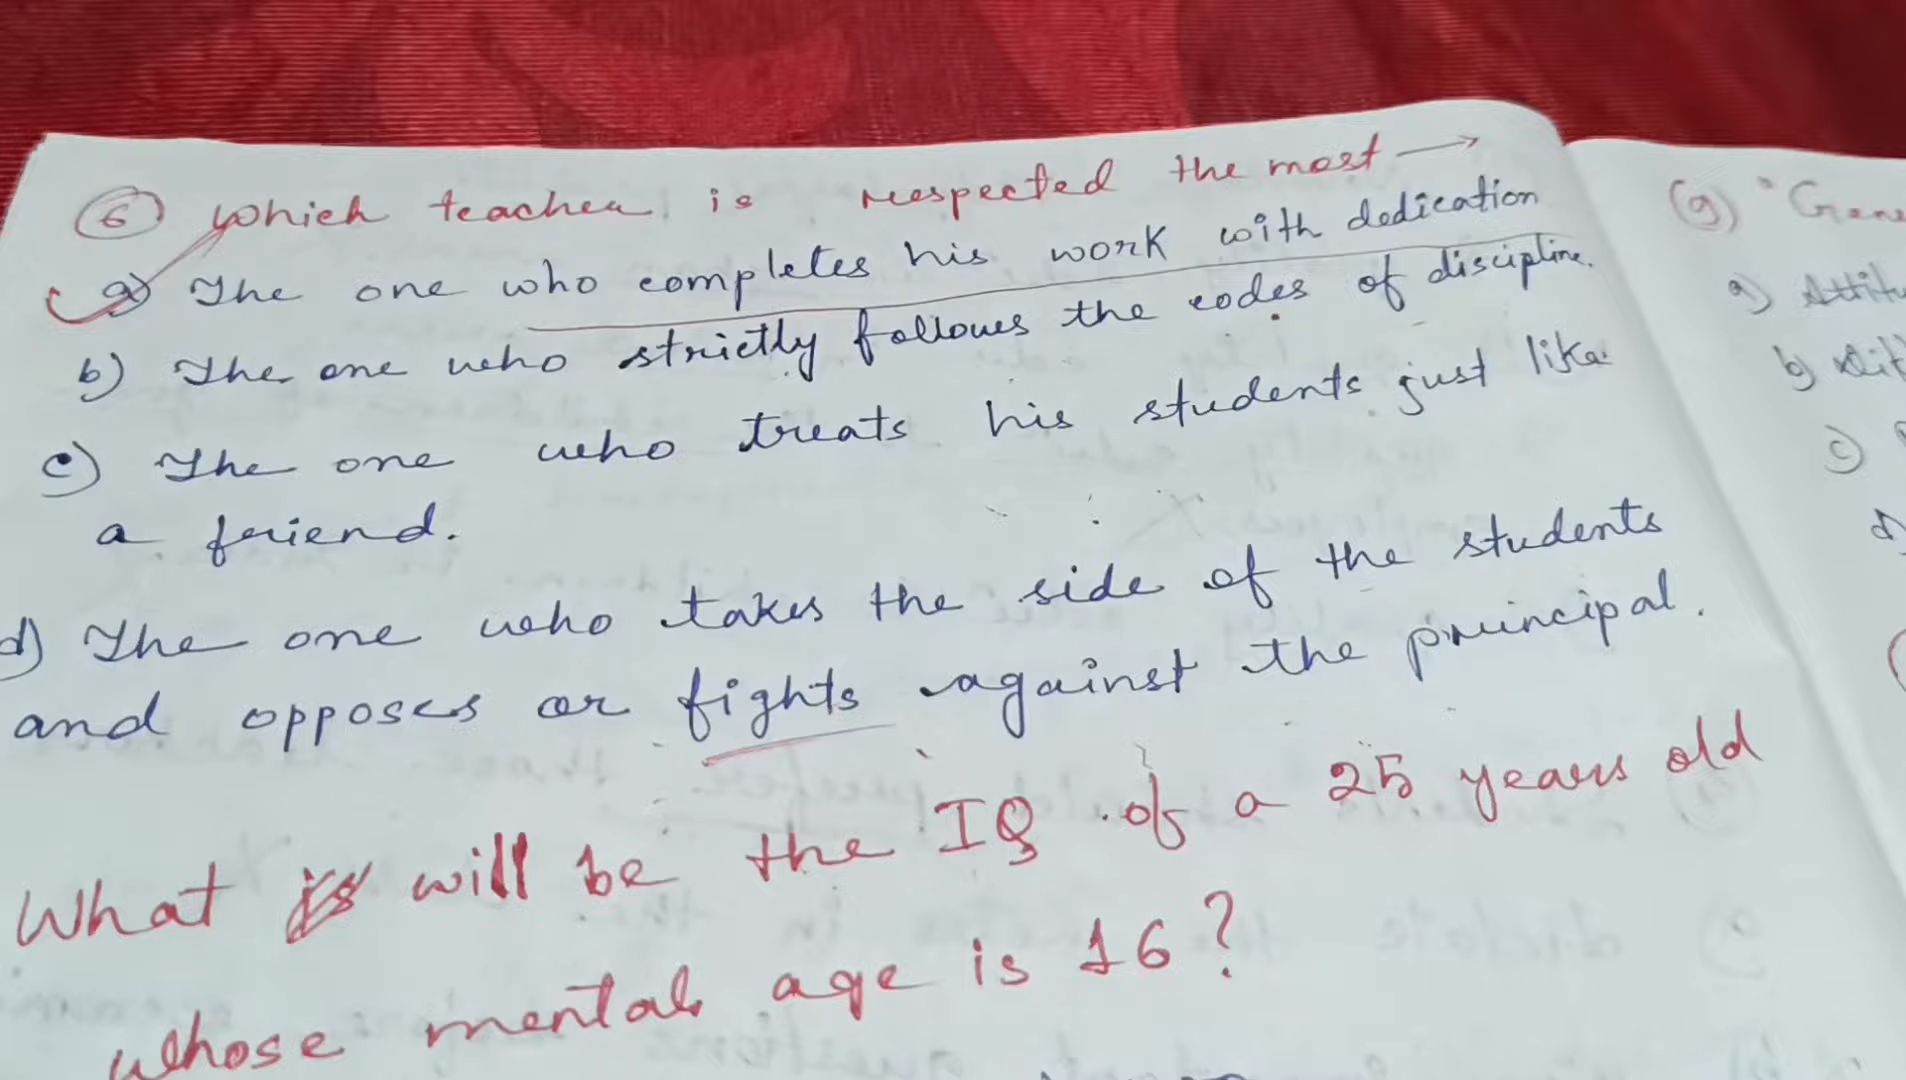 6 Which teacher is respected the most →
a) The one who completes his work with dedication
b) The one who strictly follows the codes of discipline.
c) The one who treats his students just like
a friend.
d) The one who takes the side of the students
and opposes or fights against the principal.
What is will be the IQ of a 25 years old
whose mental age is 16?
(9) "Gene
a) Attitu
b)
c)
d)